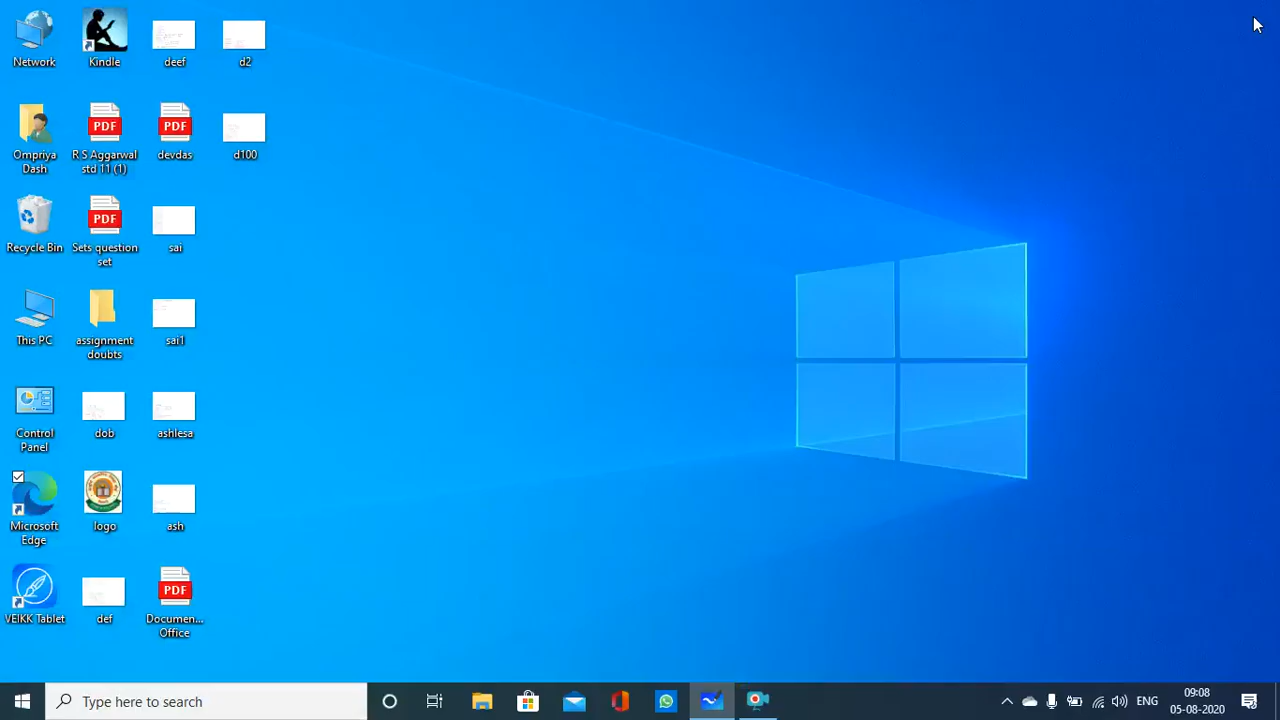 Network
Kindle
deef
d2
Ompriya
Dash
PDF
R S Aggarwal
std 11 (1)
PDF
devdas
d100
Recycle Bin
PDF
Sets question
set
sai
This PC
assignment
doubts
sai1
Control
Panel
dob
ashlesa
Microsoft
Edge
logo
ash
VEIKK Tablet
def
PDF
Documen...
Office
Type here to search
ENG
09:08
05-08-2020